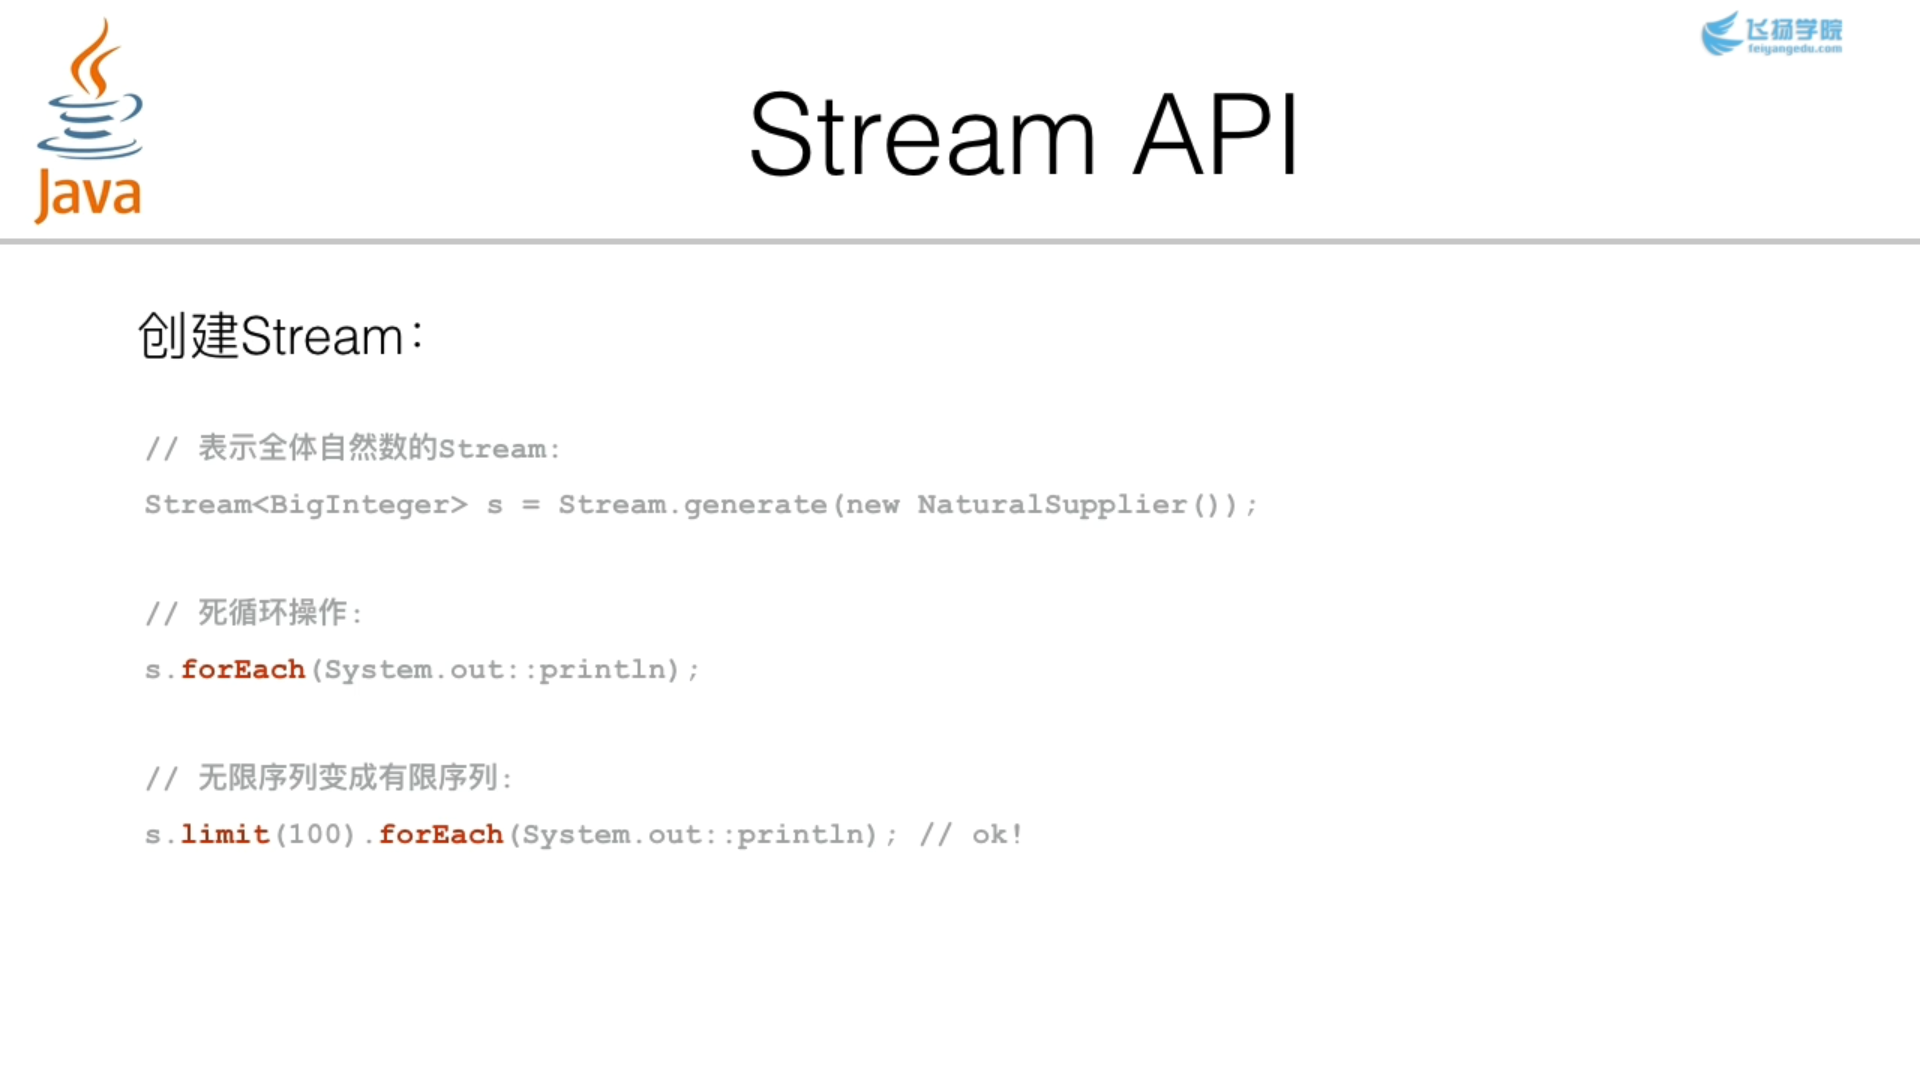 Java
飞扬学院
feiyangedu.com
Stream API
创建Stream：
// 表示全体自然数的Stream:
Stream<BigInteger> s = Stream.generate(new NaturalSupplier());
// 死循环操作:
s.forEach(System.out::println);
// 无限序列变成有限序列:
s.limit(100).forEach(System.out::println); // ok!